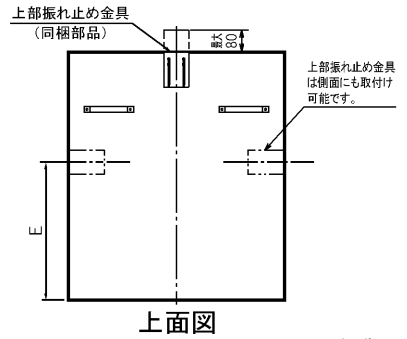 上部振れ止め金具
(同梱部品)
最大
80
上部振れ止め金具
は側面にも取付け
可能です。
E
上面図